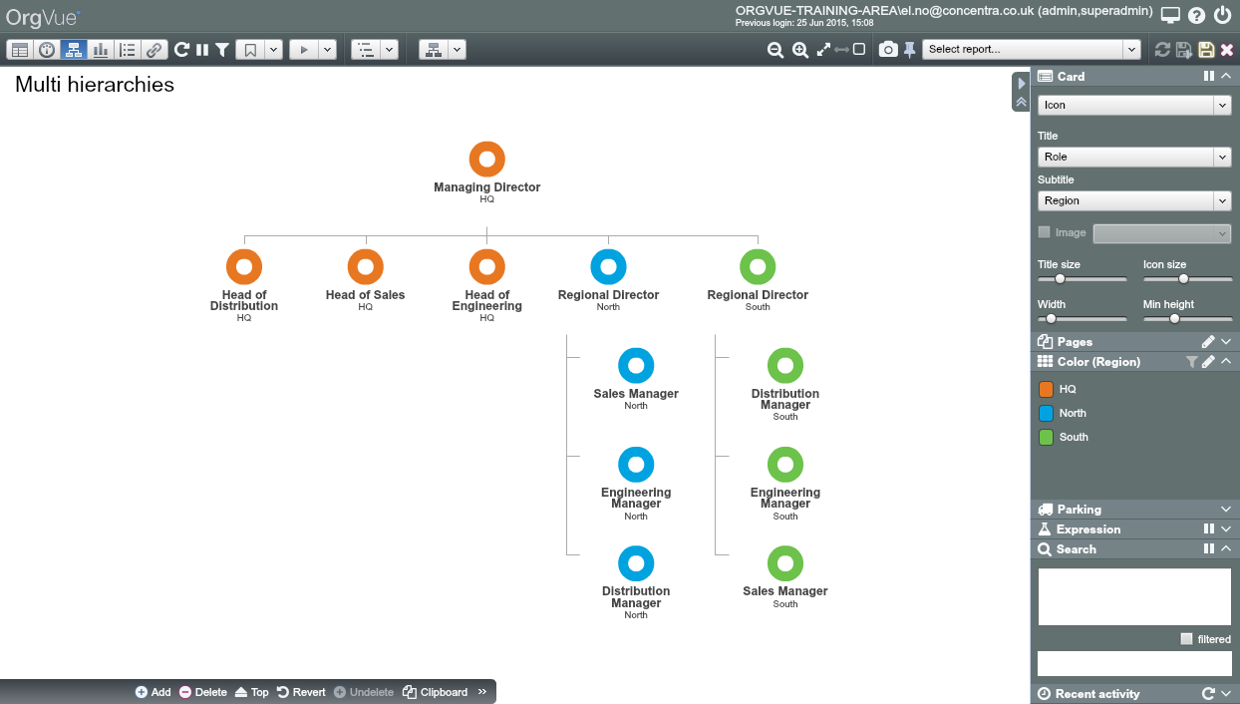 OrgVue
ORGVUE-TRAINING-AREA\el.no@concentra.co.uk (admin,superadmin)
Previous login: 25 Jun 2015, 15:08
Select report...
Multi hierarchies
Managing Director
HQ
Head of
Distribution
HQ
Head of Sales
HQ
Head of
Engineering
HQ
Regional Director
North
Regional Director
South
Sales Manager
North
Distribution
Manager
South
Engineering
Manager
North
Engineering
Manager
South
Distribution
Manager
North
Sales Manager
South
Card
Icon
Title
Role
Subtitle
Region
Image
Title size
Icon size
Width
Min height
Pages
Color (Region)
HQ
North
South
Parking
Expression
Search
filtered
Recent activity
Add Delete Top Revert Undelete Clipboard »